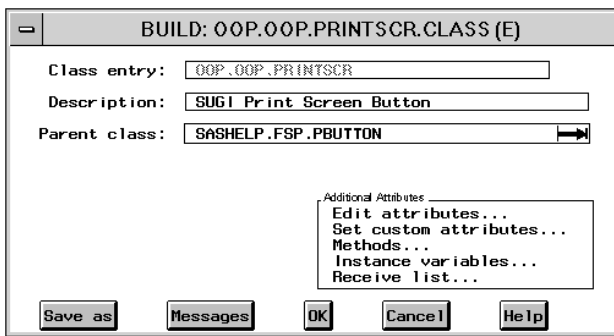 BUILD: OOP.OOP.PRINTSCR.CLASS (E)
Class entry: OOP.OOP.PRINTSCR
Description: SUGI Print Screen Button
Parent class: SASHELP.FSP.PBUTTON
Additional Attributes
Edit attributes...
Set custom attributes...
Methods...
Instance variables...
Receive list...
Save as Messages OK Cancel Help